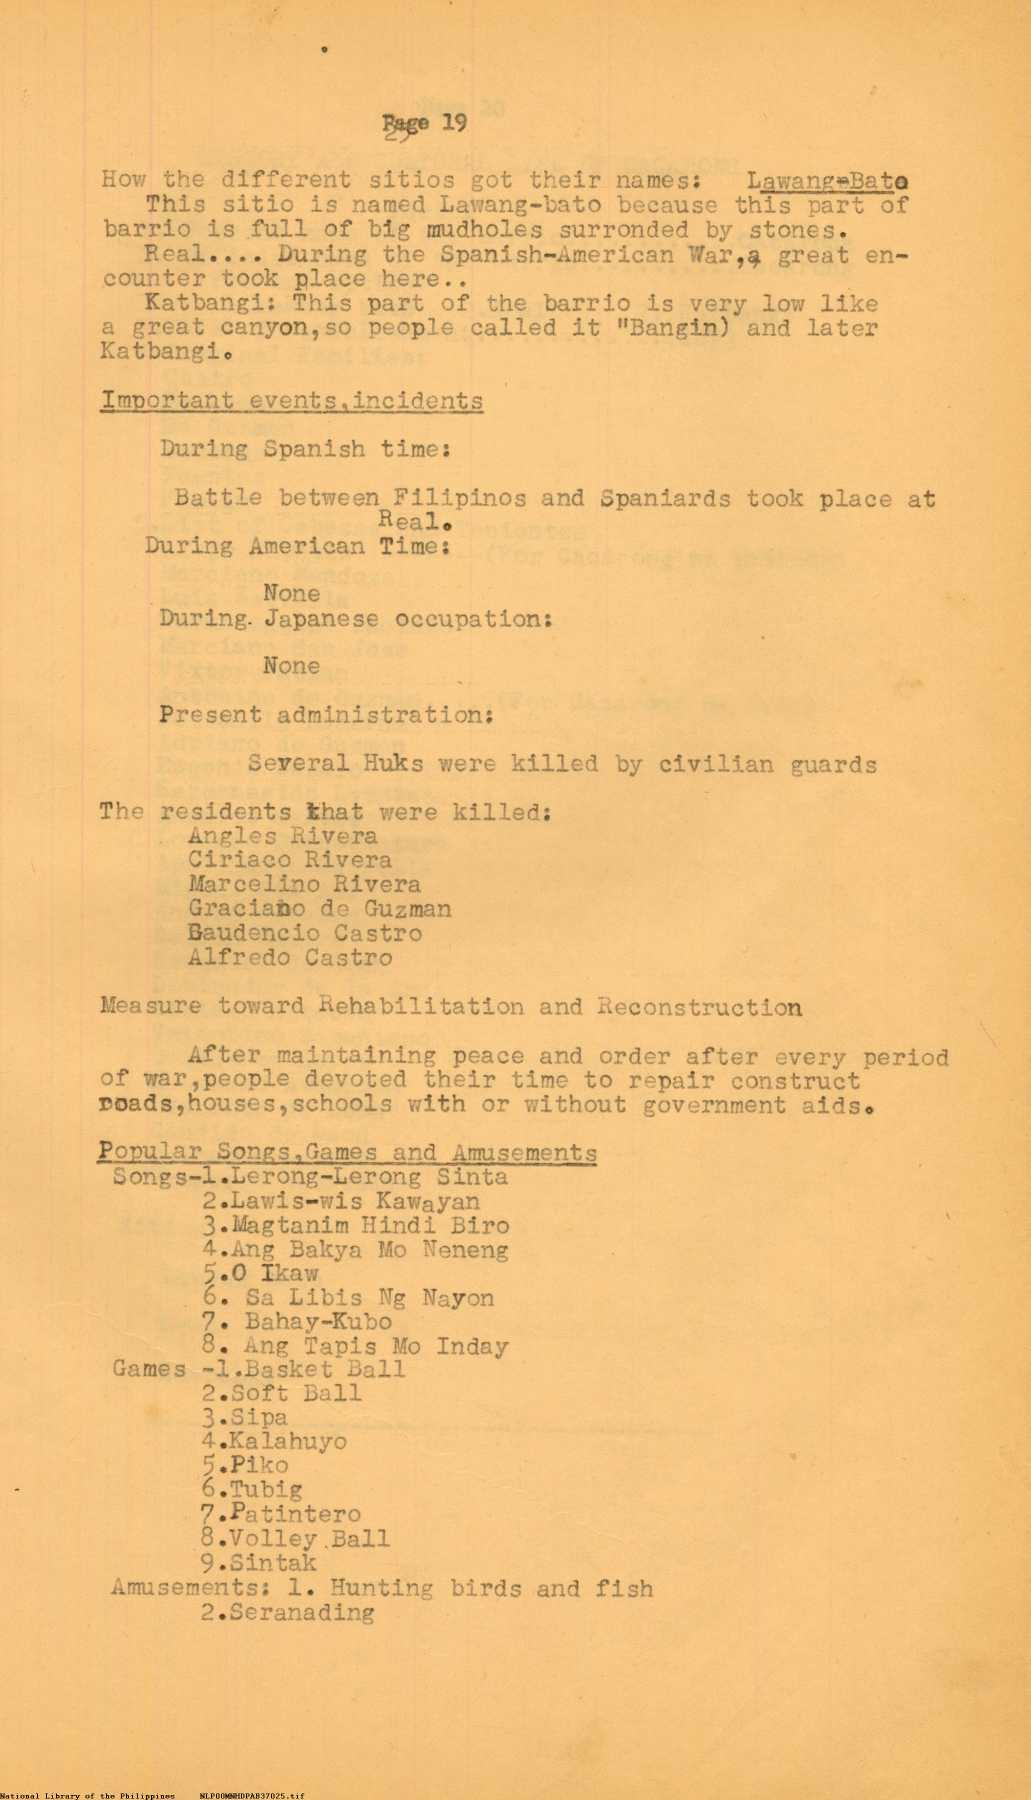 Page 19
25
How the different sitios got their names: Lawang-Bato
This sitio is named Lawang-bato because this part of
barrio is full of big mudholes surronded by stones.
Real.... During the Spanish-American War,a great en-
counter took place here..
Katbangi: This part of the barrio is very low like
a great canyon,so people called it "Bangin) and later
Katbangi.
Important events,incidents
During Spanish time:
Battle between Filipinos and Spaniards took place at
Real.
During American Time:
None
During Japanese occupation:
None
Present administration:
Several Huks were killed by civilian guards
The residents that were killed:
Angles Rivera
Ciriaco Rivera
Marcelino Rivera
Graciano de Guzman
Gaudencio Castro
Alfredo Castro
Measure toward Rehabilitation and Reconstruction
After maintaining peace and order after every period
of war,people devoted their time to repair construct
roads,houses,schools with or without government aids.
Popular Songs,Games and Amusements
Songs-1.Lerong-Lerong Sinta
2.Lawis-wis Kawayan
3.Magtanim Hindi Biro
4.Ang Bakya Mo Neneng
5.O Ikaw
6. Sa Libis Ng Nayon
7. Bahay-Kubo
8. Ang Tapis Mo Inday
Games -1.Basket Ball
2.Soft Ball
3.Sipa
4.Kalahuyo
5.Piko
6.Tubig
7.Patintero
8.Volley Ball
9.Sintak
Amusements: 1. Hunting birds and fish
2.Seranading
National Library of the Philippines NLPOOMNHDPAB37025.tif